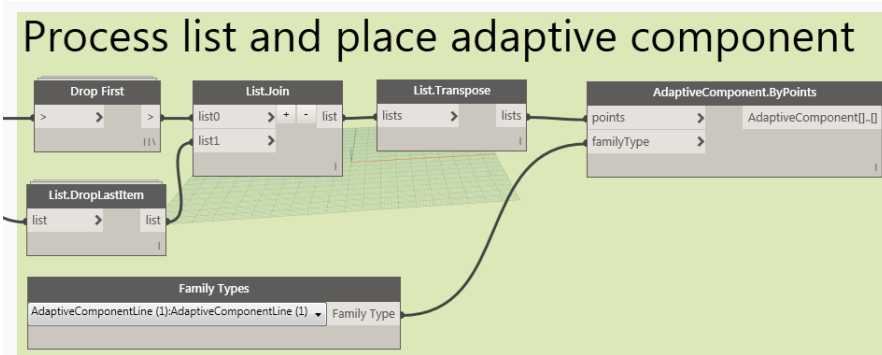 Process list and place adaptive component
Drop First
> > >
|||\
List.DropLastItem
list > list
|
List.Join
list0 > + - list
list1 >
|
List.Transpose
lists > lists
|
Family Types
AdaptiveComponentLine (1):AdaptiveComponentLine (1) Family Type
AdaptiveComponent.ByPoints
points > AdaptiveComponent[]..[]
familyType >
|